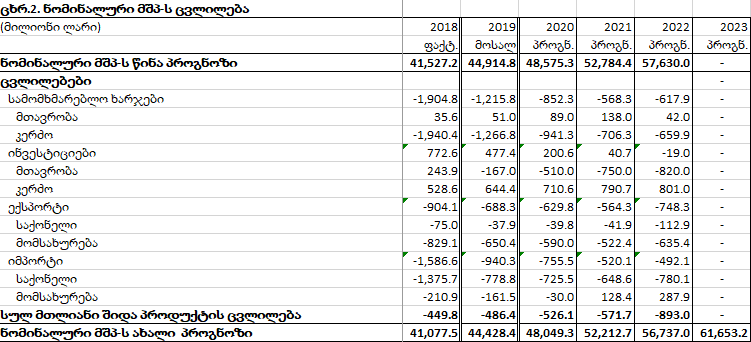 ცხრ.2. ნომინალური მშპ-ს ცვლილება
(მილიონი ლარი) 2018 2019 2020 2021 2022 2023
ფაქტ. მოსალ პროგნ. პროგნ. პროგნ. პროგნ.
ნომინალური მშპ-ს წინა პროგნოზი 41,527.2 44,914.8 48,575.3 52,784.4 57,630.0 -
ცვლილებები -
სამომხმარებლო ხარჯები -1,904.8 -1,215.8 -852.3 -568.3 -617.9 -
მთავრობა 35.6 51.0 89.0 138.0 42.0 -
კერძო -1,940.4 -1,266.8 -941.3 -706.3 -659.9 -
ინვესტიციები 772.6 477.4 200.6 40.7 -19.0 -
მთავრობა 243.9 -167.0 -510.0 -750.0 -820.0 -
კერძო 528.6 644.4 710.6 790.7 801.0 -
ექსპორტი -904.1 -688.3 -629.8 -564.3 -748.3 -
საქონელი -75.0 -37.9 -39.8 -41.9 -112.9 -
მომსახურება -829.1 -650.4 -590.0 -522.4 -635.4 -
იმპორტი -1,586.6 -940.3 -755.5 -520.1 -492.1 -
საქონელი -1,375.7 -778.8 -725.5 -648.6 -780.1 -
მომსახურება -210.9 -161.5 -30.0 128.4 287.9 -
სულ მთლიანი შიდა პროდუქტის ცვლილება -449.8 -486.4 -526.1 -571.7 -893.0 -
ნომინალური მშპ-ს ახალი პროგნოზი 41,077.5 44,428.4 48,049.3 52,212.7 56,737.0 61,653.2